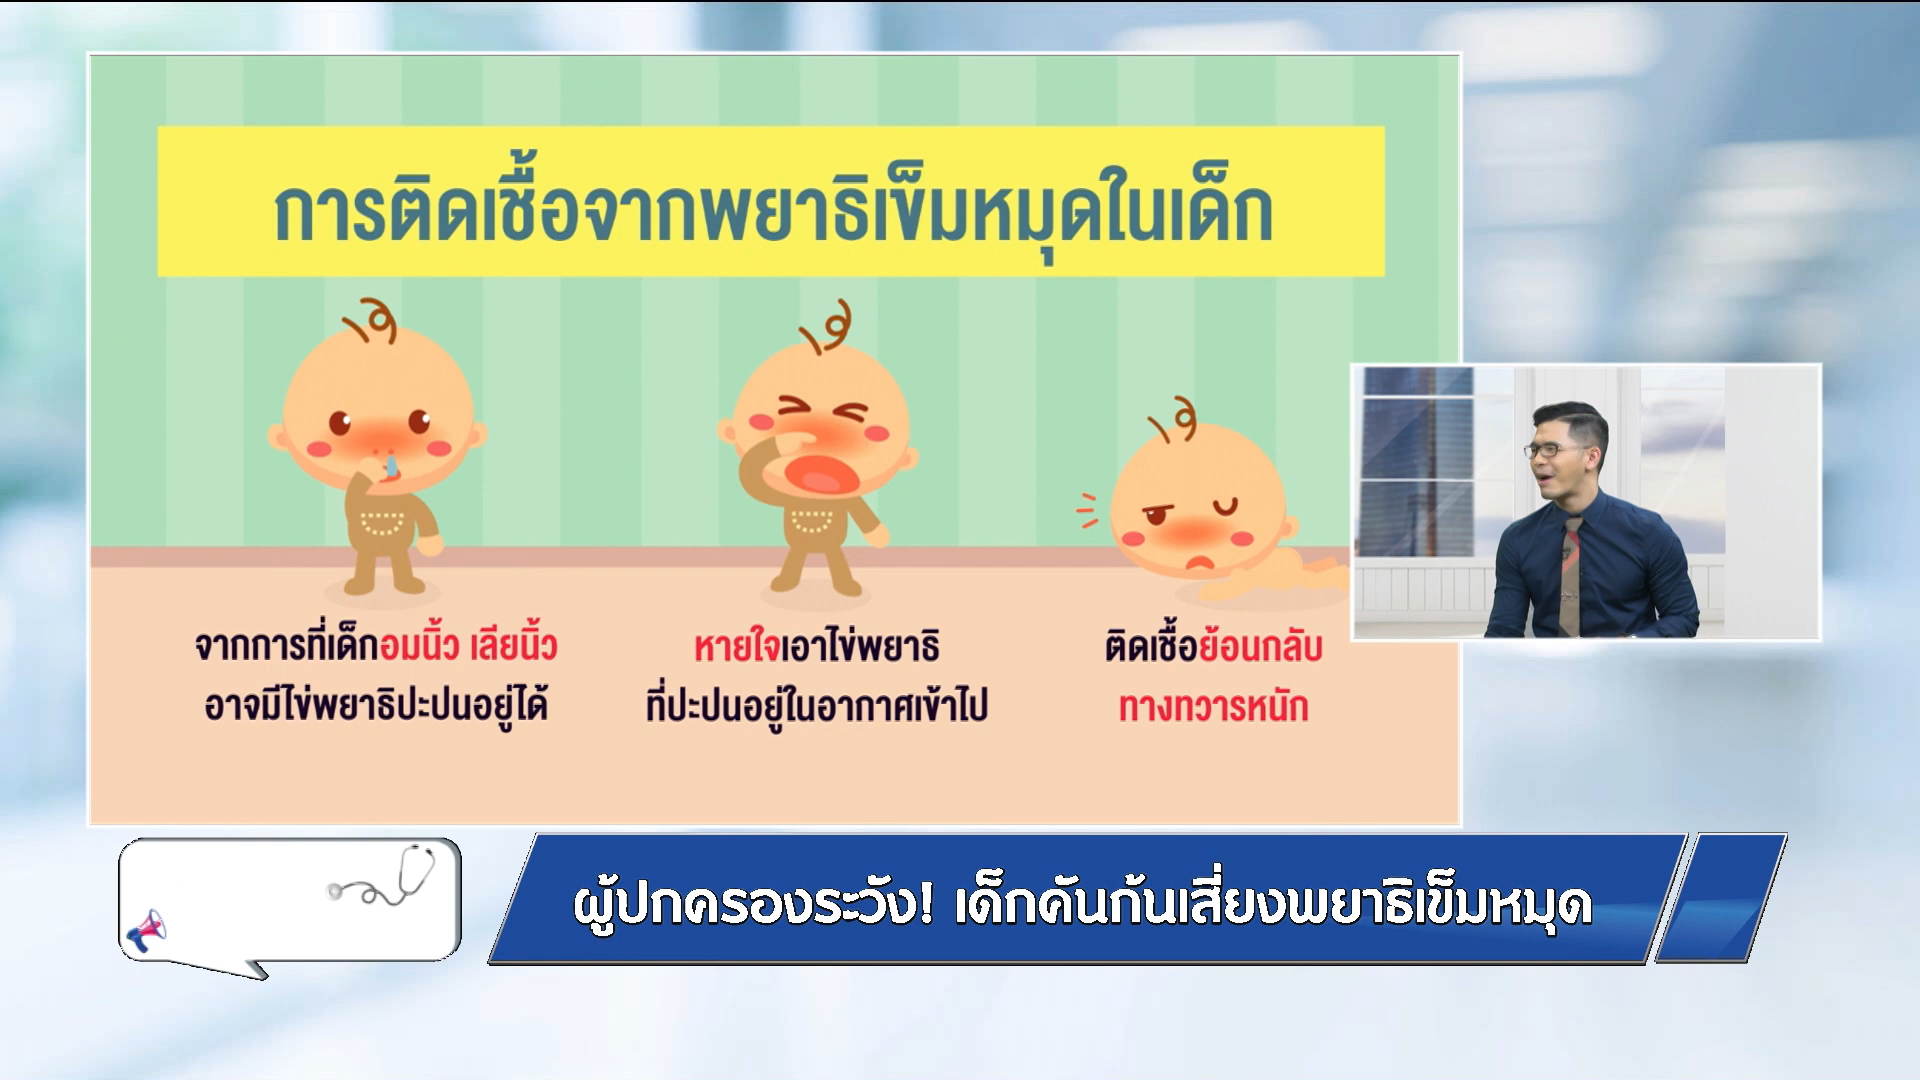 การติดเชื้อจากพยาธิเข็มหมุดในเด็ก
จากการที่เด็กอมนิ้ว เลียนิ้ว
อาจมีไข่พยาธิปะปนอยู่ได้
หายใจเอาไข่พยาธิ
ที่ปะปนอยู่ในอากาศเข้าไป
ติดเชื้อย้อนกลับ
ทางทวารหนัก
ผู้ปกครองระวัง! เด็กคันก้นเสี่ยงพยาธิเข็มหมุด